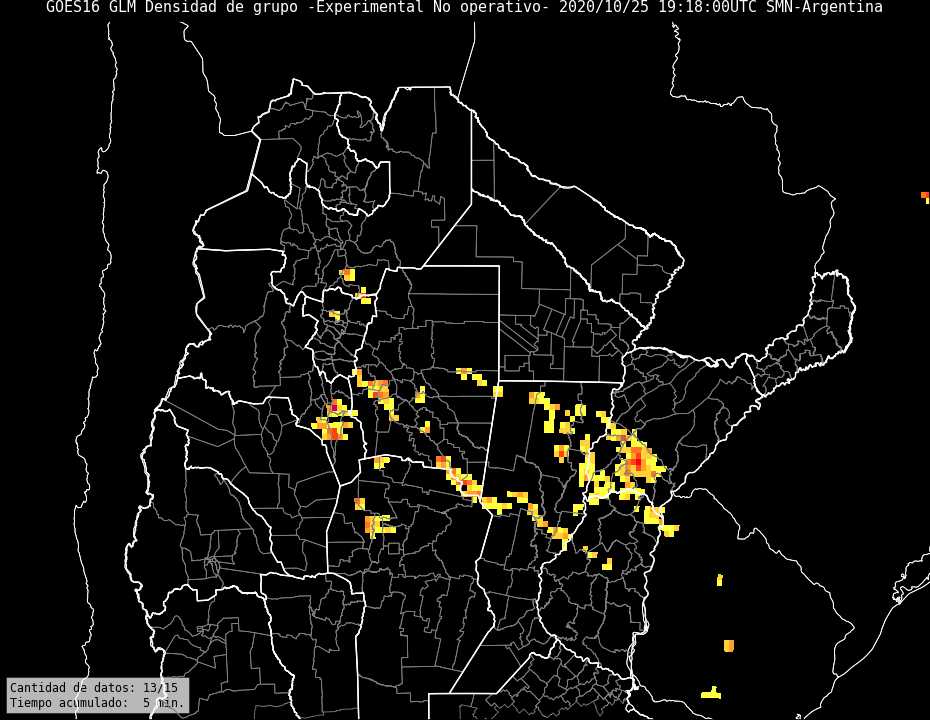 GOES16 GLM Densidad de grupo -Experimental No operativo- 2020/10/25 19:18:00UTC SMN-Argentina
Cantidad de datos: 13/15
Tiempo acumulado:  5 min.